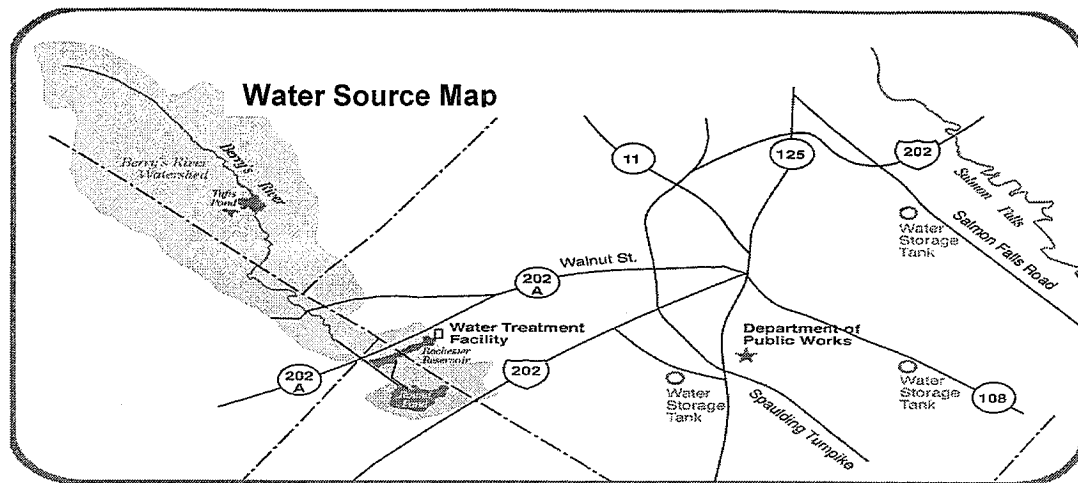 Water Source Map
Berry's River
Watershed
Berry's River
Tufts
Pond
11
125
202
Salmon Falls
Water
Storage
Tank
Salmon Falls Road
Walnut St.
202
A
Water Treatment
Facility
Rochester
Reservoir
202
A
202
Department of
Public Works
Water
Storage
Tank
Spaulding Turnpike
Water
Storage
Tank
108